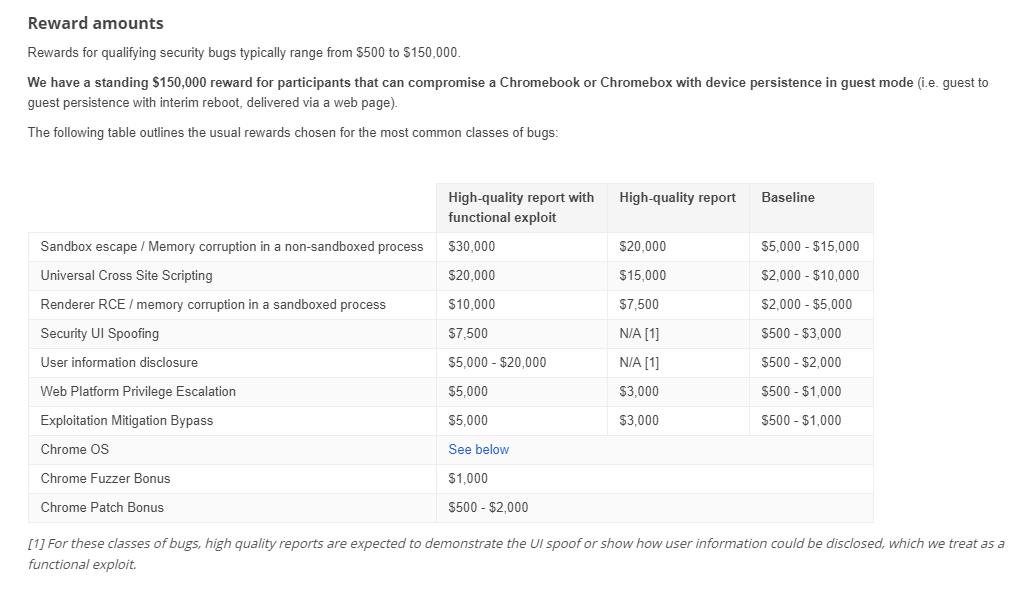 Reward amounts
Rewards for qualifying security bugs typically range from $500 to $150,000.
We have a standing $150,000 reward for participants that can compromise a Chromebook or Chromebox with device persistence in guest mode (i.e. guest to
guest persistence with interim reboot, delivered via a web page).
The following table outlines the usual rewards chosen for the most common classes of bugs:
High-quality report with functional exploit High-quality report Baseline
Sandbox escape / Memory corruption in a non-sandboxed process $30,000 $20,000 $5,000 - $15,000
Universal Cross Site Scripting $20,000 $15,000 $2,000 - $10,000
Renderer RCE / memory corruption in a sandboxed process $10,000 $7,500 $2,000 - $5,000
Security UI Spoofing $7,500 N/A [1] $500 - $3,000
User information disclosure $5,000 - $20,000 N/A [1] $500 - $2,000
Web Platform Privilege Escalation $5,000 $3,000 $500 - $1,000
Exploitation Mitigation Bypass $5,000 $3,000 $500 - $1,000
Chrome OS See below
Chrome Fuzzer Bonus $1,000
Chrome Patch Bonus $500 - $2,000
[1] For these classes of bugs, high quality reports are expected to demonstrate the UI spoof or show how user information could be disclosed, which we treat as a
functional exploit.